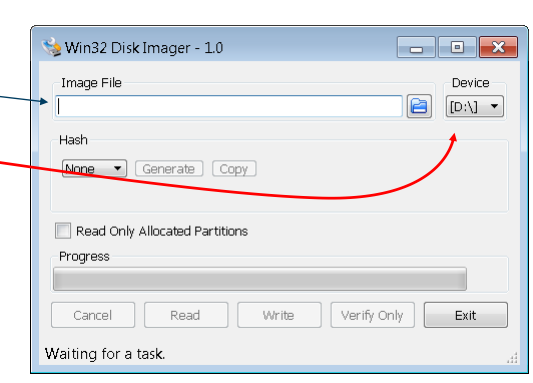 Win32 Disk Imager - 1.0
Image File
Device
[D:\]
Hash
None Generate Copy
Read Only Allocated Partitions
Progress
Cancel Read Write Verify Only Exit
Waiting for a task.